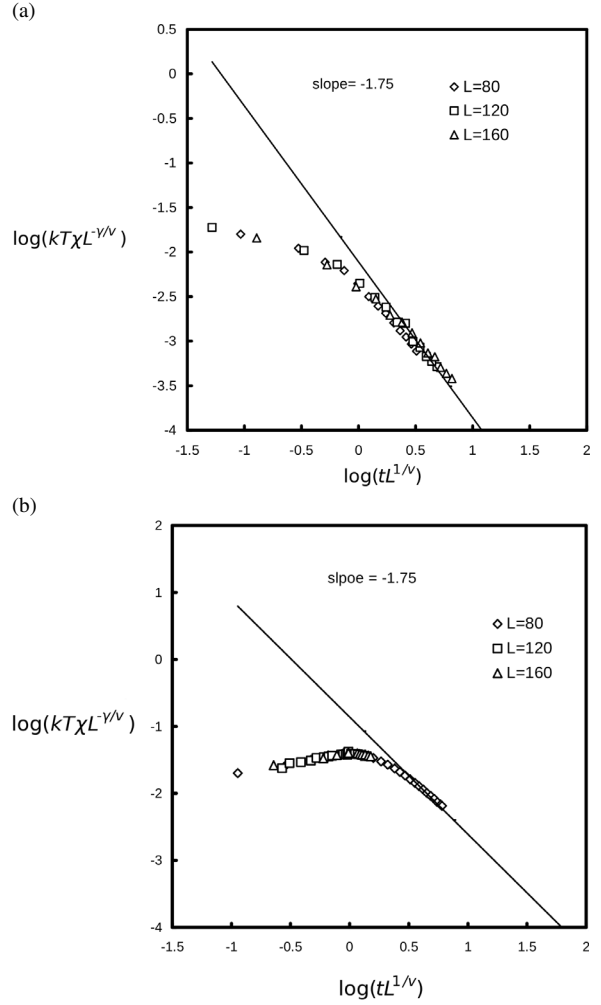 (a)
0.5
0
-0.5
-1
-1.5
-2
-2.5
-3
-3.5
-4
slope= -1.75
L=80
L=120
L=160
log(kTχL^-γ/ν)
-1.5 -1 -0.5 0 0.5 1 1.5 2
log(tL^1/ν)
(b)
2
1
0
-1
-2
-3
-4
slpoe = -1.75
L=80
L=120
L=160
log(kTχL^-γ/ν)
-1.5 -1 -0.5 0 0.5 1 1.5 2
log(tL^1/ν)